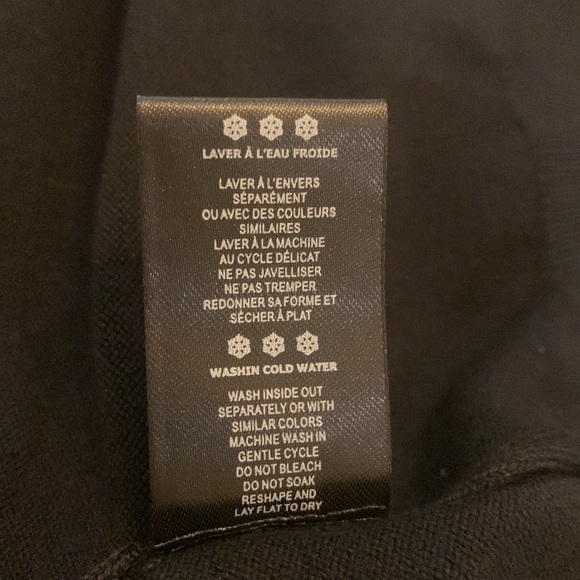 LAVER À L'EAU FROIDE
LAVER À L'ENVERS
SÉPARÉMENT
OU AVEC DES COULEURS
SIMILAIRES
LAVER À LA MACHINE
AU CYCLE DÉLICAT
NE PAS JAVELLISER
NE PAS TREMPER
REDONNER SA FORME ET
SÉCHER À PLAT
WASHIN COLD WATER
WASH INSIDE OUT
SEPARATELY OR WITH
SIMILAR COLORS
MACHINE WASH IN
GENTLE CYCLE
DO NOT BLEACH
DO NOT SOAK
RESHAPE AND
LAY FLAT TO DRY